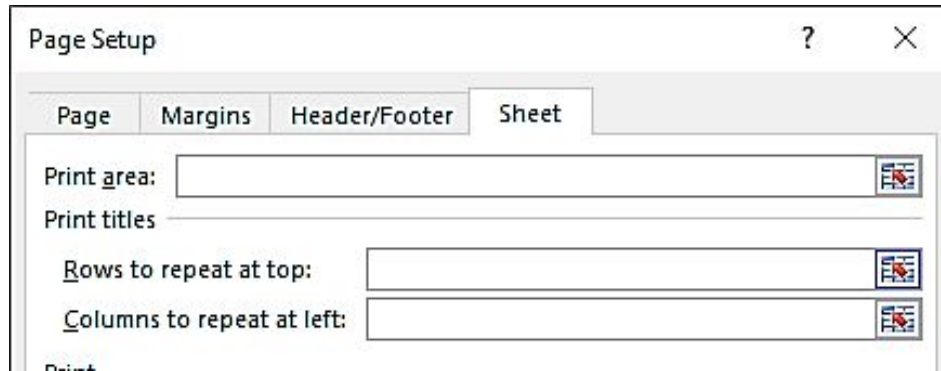 Page Setup ?
Page Margins Header/Footer Sheet
Print area:
Print titles
Rows to repeat at top:
Columns to repeat at left:
Print